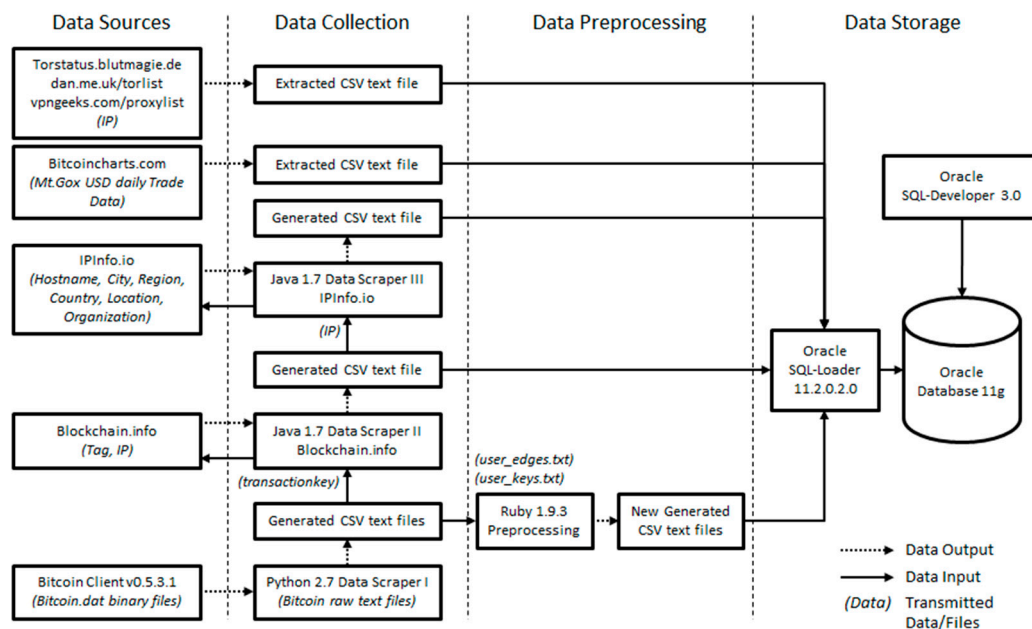 Data Sources
Data Collection
Data Preprocessing
Data Storage
Torstatus.blutmagie.de
dan.me.uk/torlist
vpngeeks.com/proxylist
(IP)
Extracted CSV text file
Bitcoincharts.com
(Mt.Gox USD daily Trade
Data)
Extracted CSV text file
Oracle
SQL-Developer 3.0
Generated CSV text file
IPInfo.io
(Hostname, City, Region,
Country, Location,
Organization)
Java 1.7 Data Scraper III
IPInfo.io
(IP)
Generated CSV text file
Oracle
SQL-Loader
11.2.0.2.0
Oracle
Database 11g
Blockchain.info
(Tag, IP)
Java 1.7 Data Scraper II
Blockchain.info
(transactionkey)
(user_edges.txt)
(user_keys.txt)
Generated CSV text files
Ruby 1.9.3
Preprocessing
New Generated
CSV text files
Bitcoin Client v0.5.3.1
(Bitcoin.dat binary files)
Python 2.7 Data Scraper I
(Bitcoin raw text files)
Data Output
Data Input
(Data) Transmitted
Data/Files